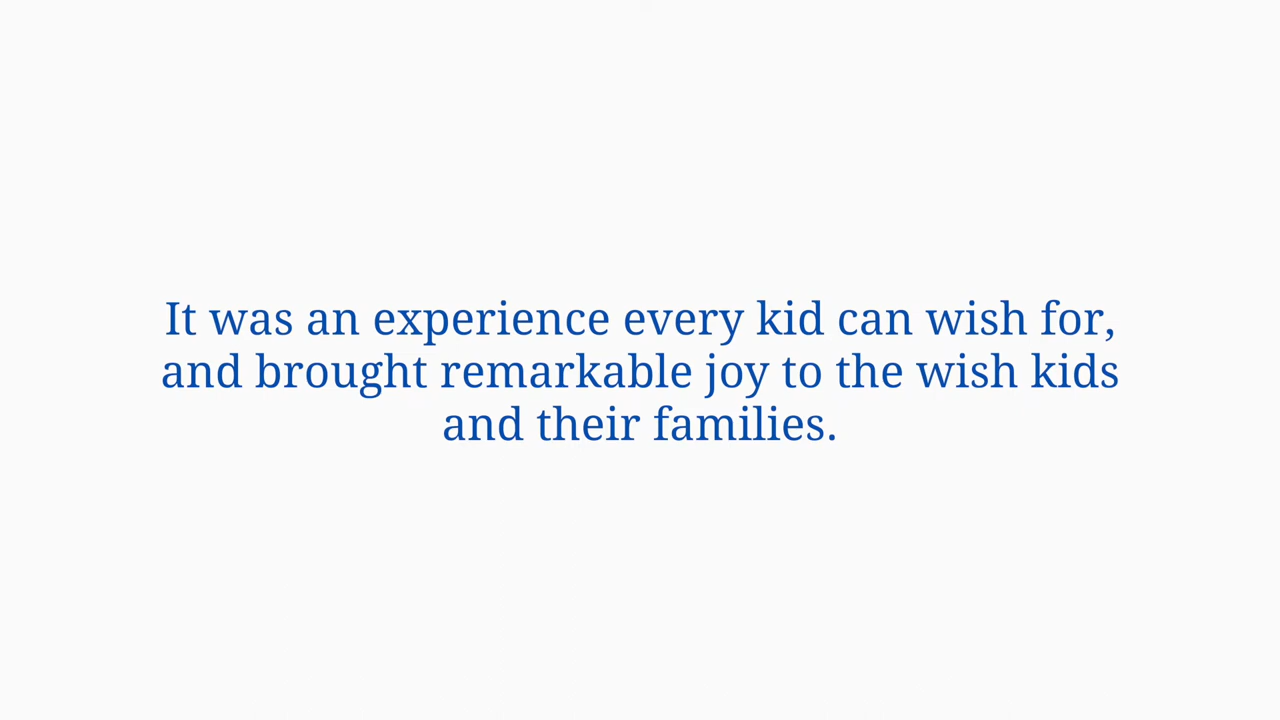 It was an experience every kid can wish for,
and brought remarkable joy to the wish kids
and their families.